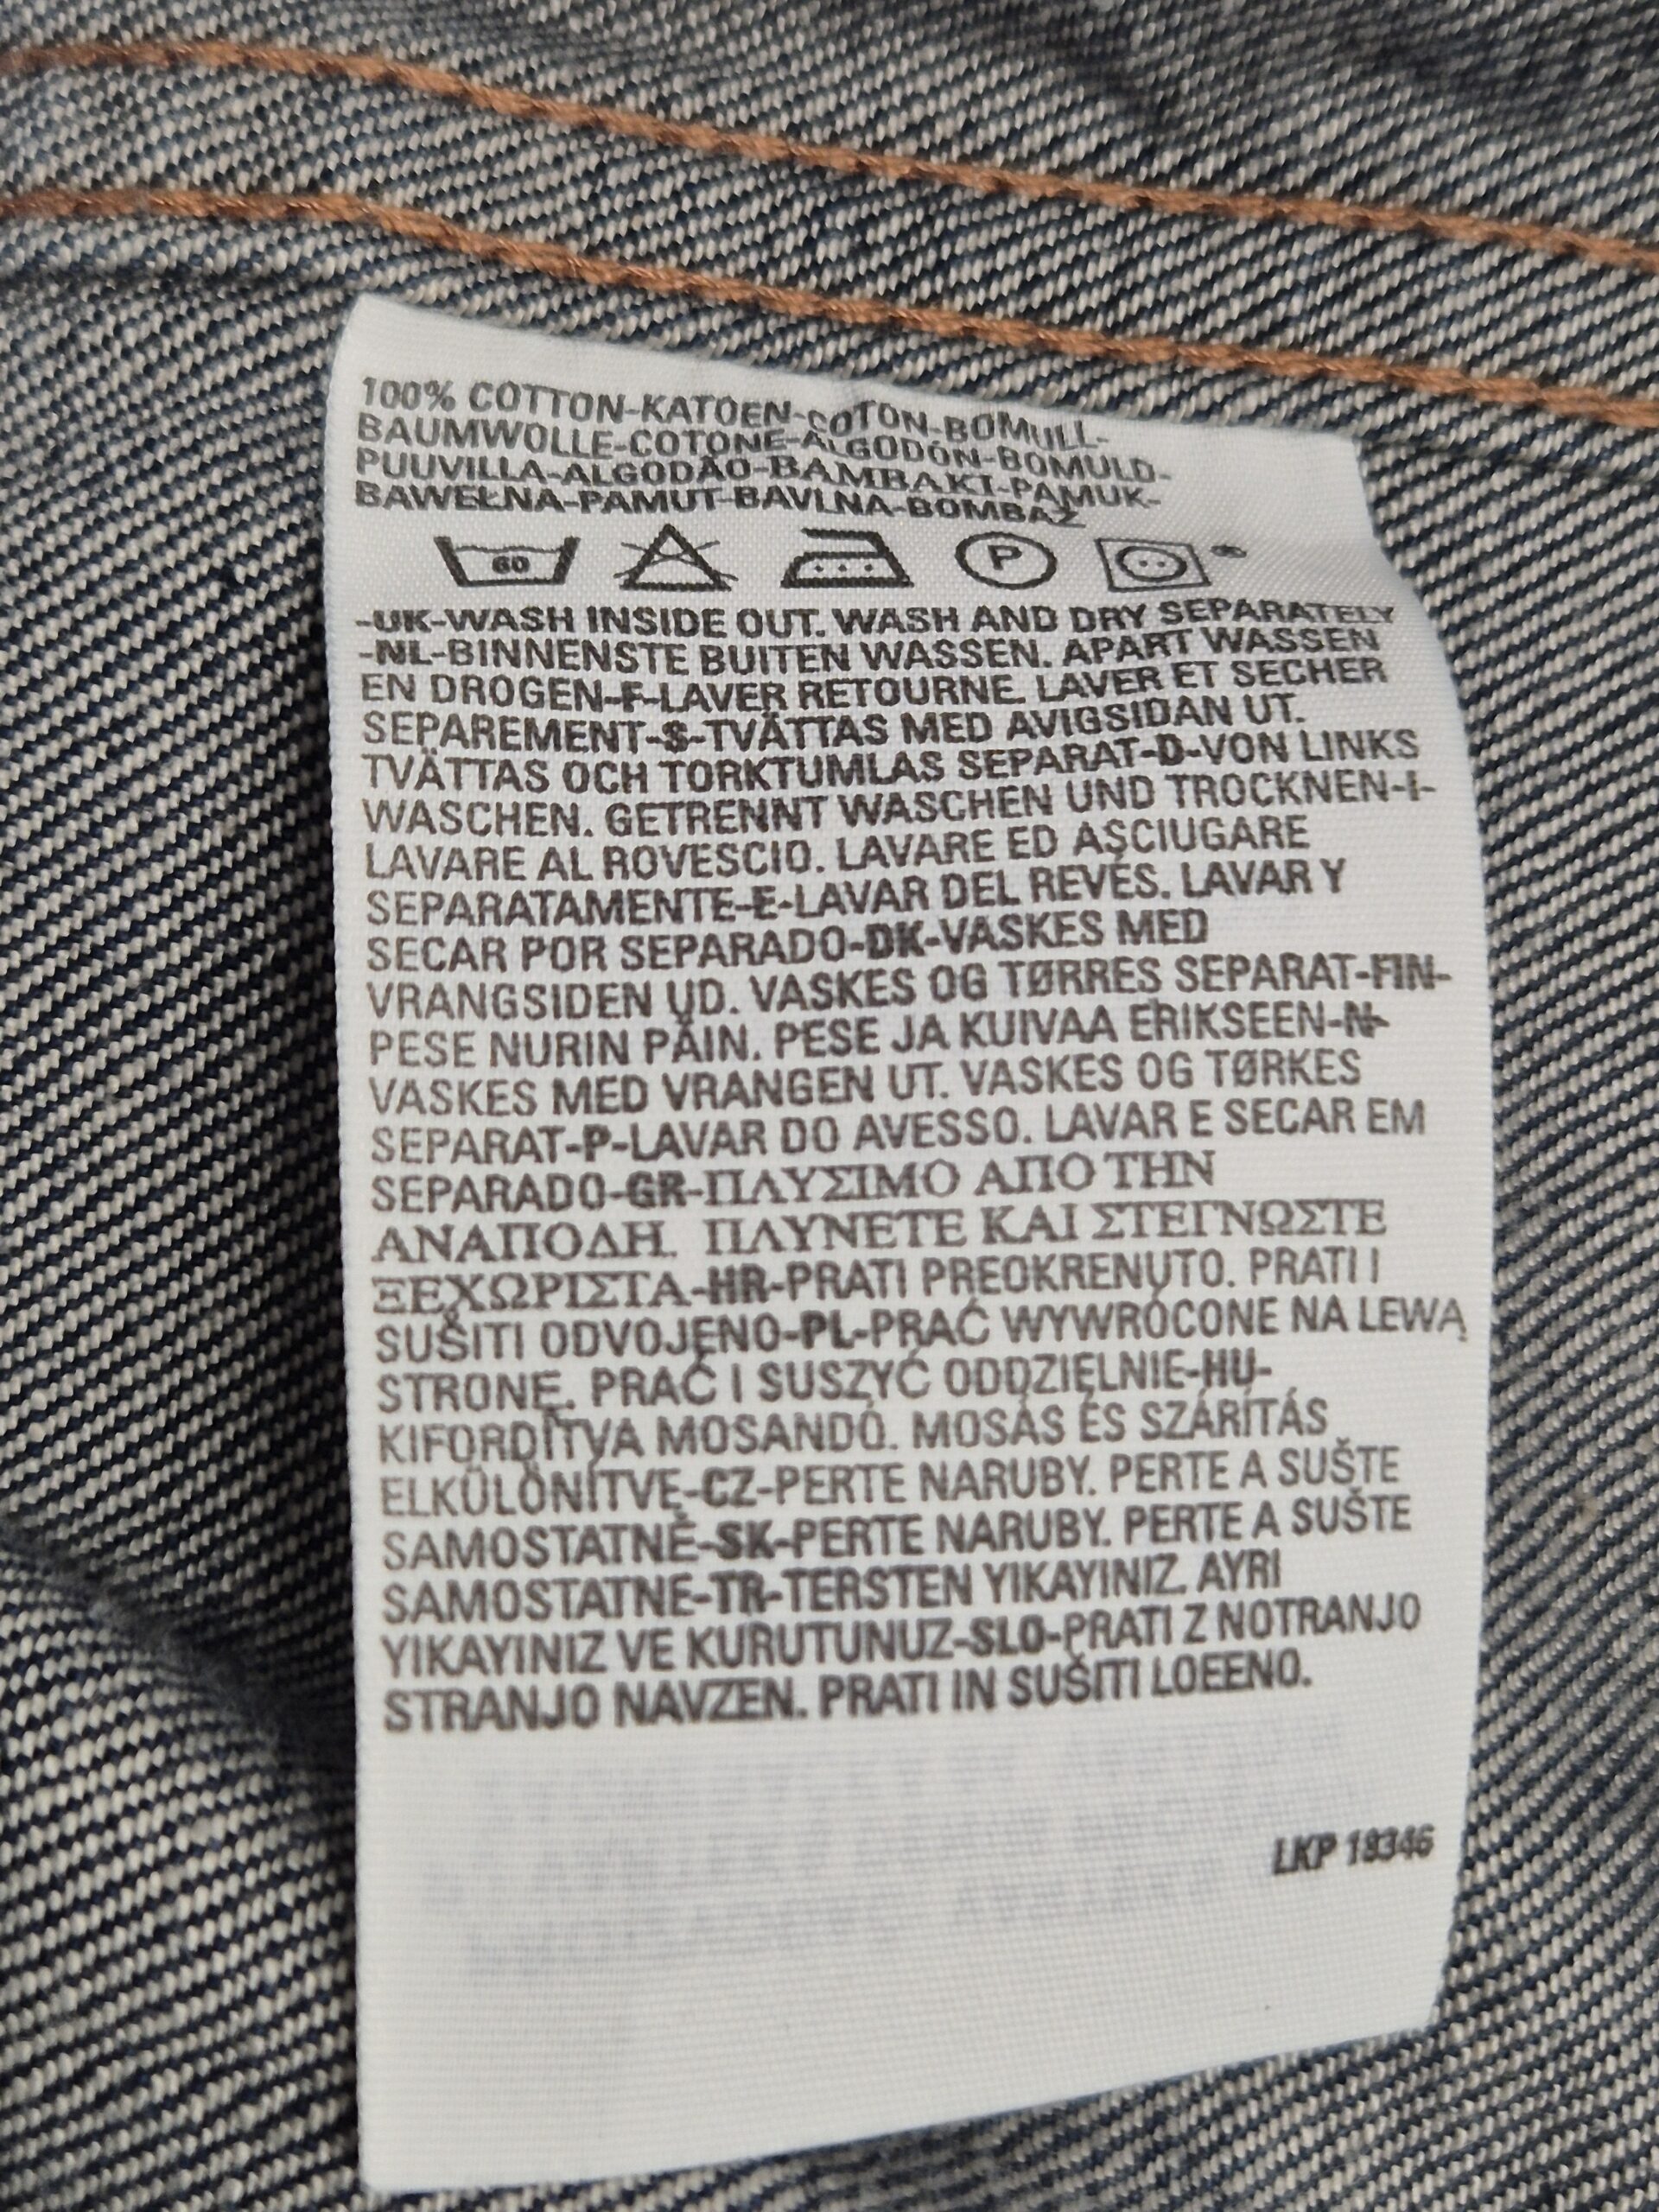 100% COTTON-KATOEN-COTON-BOMULL-
BAUMWOLLE-COTONE-ALGODÓN-BOMULD-
PUUVILLA-ALGODÃO-BAMBAKI-PAMUK-
BAWEŁNA-PAMUT-BAVLNA-BOMBAŽ
60 P ®
-UK-WASH INSIDE OUT. WASH AND DRY SEPARATELY
-NL-BINNENSTE BUITEN WASSEN. APART WASSEN
EN DROGEN-F-LAVER RETOURNE. LAVER ET SECHER
SEPAREMENT-S-TVÄTTAS MED AVIGSIDAN UT.
TVÄTTAS OCH TORKTUMLAS SEPARAT-D-VON LINKS
WASCHEN. GETRENNT WASCHEN UND TROCKNEN-I-
LAVARE AL ROVESCIO. LAVARE ED ASCIUGARE
SEPARATAMENTE-E-LAVAR DEL REVÉS. LAVAR Y
SECAR POR SEPARADO-DK-VASKES MED
VRANGSIDEN UD. VASKES OG TØRRES SEPARAT-FIN-
PESE NURIN PÄIN. PESE JA KUIVAA ERIKSEEN-N-
VASKES MED VRANGEN UT. VASKES OG TØRKES
SEPARAT-P-LAVAR DO AVESSO. LAVAR E SECAR EM
SEPARADO-GR-ΠΛΥΣΙΜΟ ΑΠΟ ΤΗΝ
ΑΝΑΠΟΔΗ. ΠΛΥΝΕΤΕ ΚΑΙ ΣΤΕΓΝΩΣΤΕ
ΞΕΧΩΡΙΣΤΑ-HR-PRATI PREOKRENUTO. PRATI I
SUŠITI ODVOJENO-PL-PRAĆ WYWRÓCONE NA LEWĄ
STRONĘ. PRAĆ I SUSZYĆ ODDZIELNIE-HU-
KIFORDÍTVA MOSANDÓ. MOSÁS ÉS SZÁRÍTÁS
ELKÜLÖNÍTVE-CZ-PERTE NARUBY. PERTE A SUŠTE
SAMOSTATNĚ-SK-PERTE NARUBY. PERTE A SUŠTE
SAMOSTATNE-TR-TERSTEN YIKAYINIZ. AYRI
YIKAYINIZ VE KURUTUNUZ-SLO-PRATI Z NOTRANJO
STRANJO NAVZEN. PRATI IN SUŠITI LOEENO.
LKP 18346